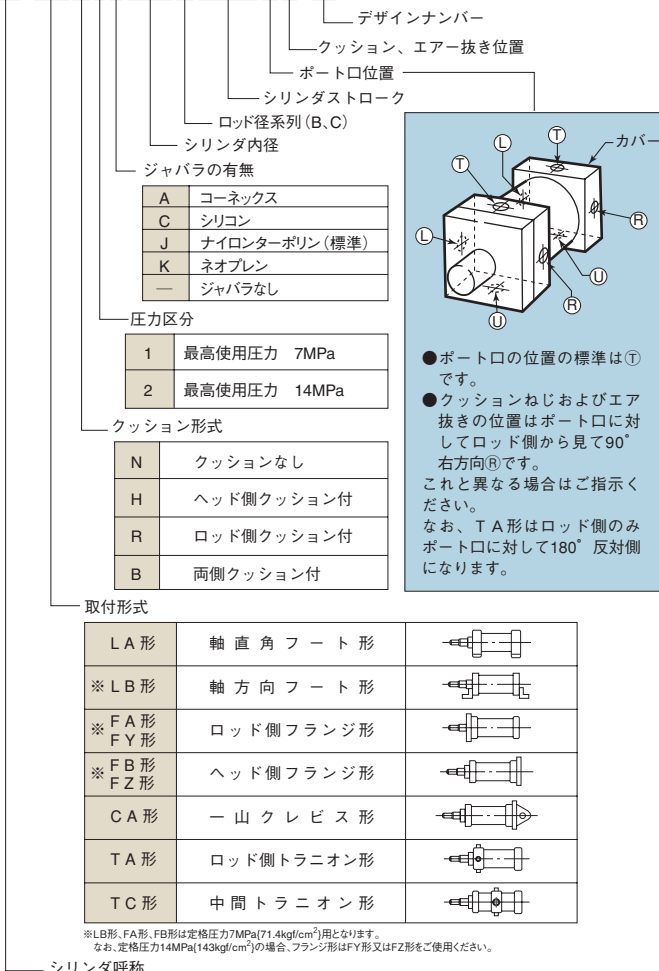 デザインナンバー
クッション、エアー抜き位置
ポート口位置
シリンダストローク
ロッド径系列(B、C)
シリンダ内径
ジャバラの有無
A コーネックス
C シリコン
J ナイロンターポリン(標準)
K ネオプレン
— ジャバラなし
圧力区分
1 最高使用圧力 7MPa
2 最高使用圧力 14MPa
クッション形式
N クッションなし
H ヘッド側クッション付
R ロッド側クッション付
B 両側クッション付
カバー
Ⓣ
Ⓛ
Ⓣ
Ⓡ
Ⓛ
Ⓤ
Ⓡ
Ⓤ
●ポート口の位置の標準はⓉ
です。
●クッションねじおよびエア
抜きの位置はポート口に対
してロッド側から見て90°
右方向Ⓡです。
これと異なる場合はご指示く
ださい。
なお、TA形はロッド側のみ
ポート口に対して180°反対側
になります。
取付形式
LA形 軸直角フート形
※LB形 軸方向フート形
※FA形
FY形 ロッド側フランジ形
※FB形
FZ形 ヘッド側フランジ形
CA形 一山クレビス形
TA形 ロッド側トラニオン形
TC形 中間トラニオン形
※LB形、FA形、FB形は定格圧力7MPa{71.4kgf/cm²}用となります。
なお、定格圧力14MPa{143kgf/cm²}の場合、フランジ形はFY形又はFZ形をご使用ください。
シリンダ呼称